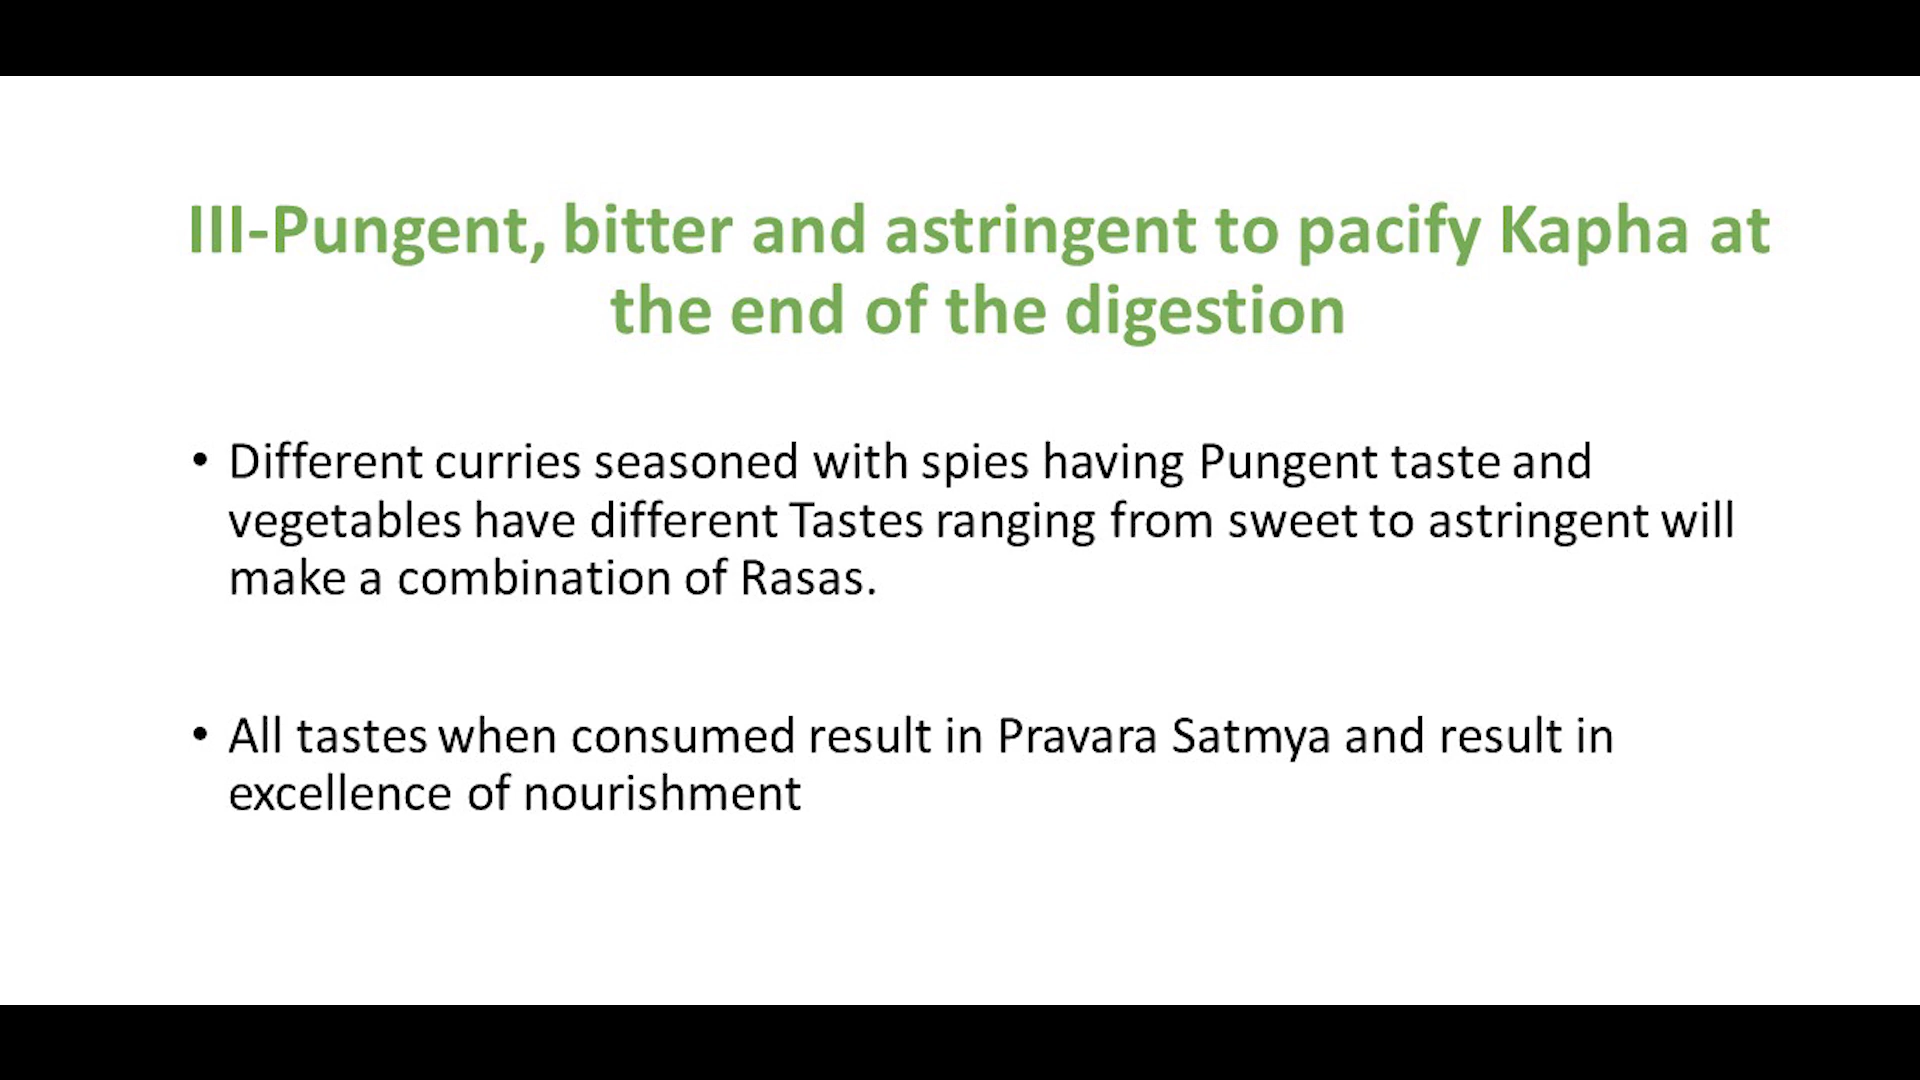 III-Pungent, bitter and astringent to pacify Kapha at
the end of the digestion
• Different curries seasoned with spies having Pungent taste and
vegetables have different Tastes ranging from sweet to astringent will
make a combination of Rasas.
• All tastes when consumed result in Pravara Satmya and result in
excellence of nourishment